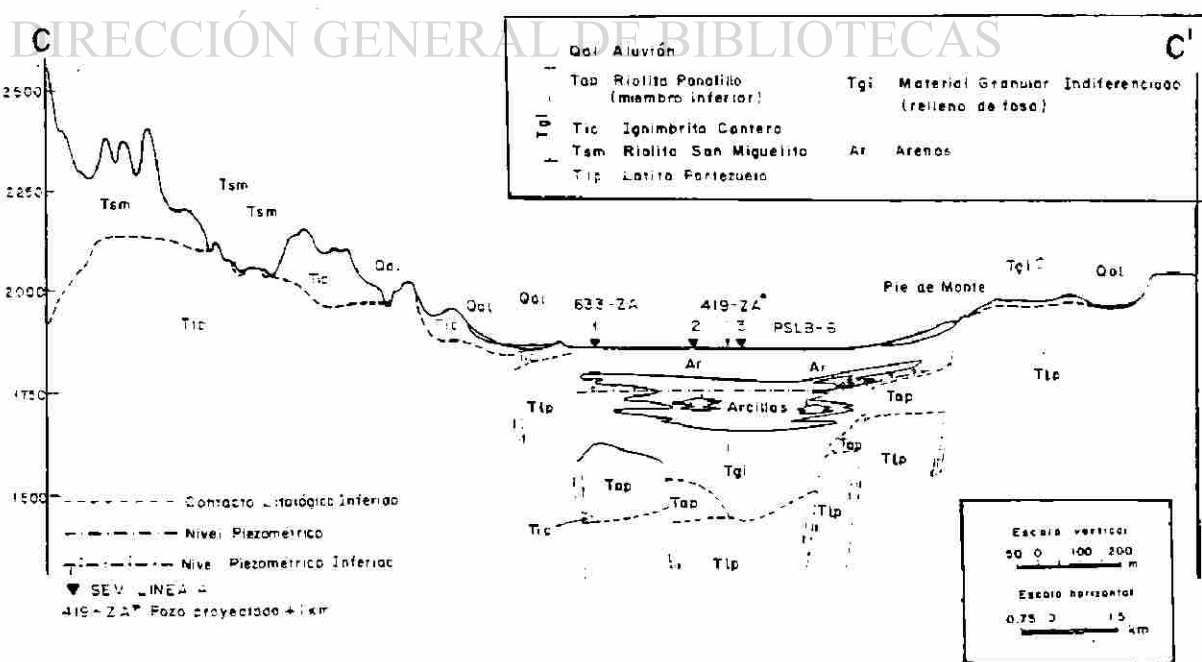 DIRECCIÓN GENERAL DE BIBLIOTECAS
C
C'
Qal Aluvión
Tap Riolita Panalillo
(miembro inferior)
Tic Ignimbrita Cantera
Tsm Riolita San Miguelito
Tlp Latita Portezuelo
Tgi Material Granular Indiferenciado
(relleno de fosa)
Ar Arenas
Tgi
2500
2250
2000
1750
1500
Tsm
Tsm
Tsm
Tic
Tic
Qal
Tic
Qal
Qal
633-ZA
419-ZA*
1
2
3
PSLB-6
Pie de Monte
Tgi
Qal
Ar
Ar
Tlp
Arcillas
Tap
Tlp
Tap
Tlp
Tgi
Tap
Tap
Tic
Tlp
Tlp
Contacto Litológico Inferido
Nivel Piezométrico
Nivel Piezométrico Inferido
SEV LINEA A
419-ZA* Pozo proyectado +1km
Escala vertical
50 0 100 200
m
Escala horizontal
0.75 0 1.5
km